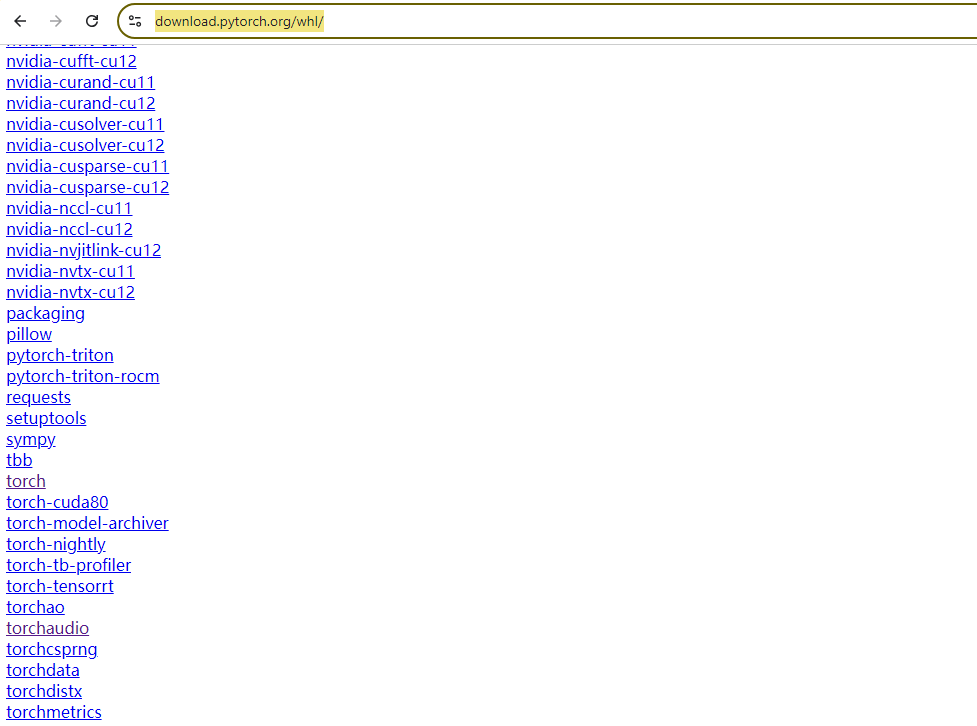 download.pytorch.org/whl/
nvidia-cufft-cu12
nvidia-curand-cu11
nvidia-curand-cu12
nvidia-cusolver-cu11
nvidia-cusolver-cu12
nvidia-cusparse-cu11
nvidia-cusparse-cu12
nvidia-nccl-cu11
nvidia-nccl-cu12
nvidia-nvjitlink-cu12
nvidia-nvtx-cu11
nvidia-nvtx-cu12
packaging
pillow
pytorch-triton
pytorch-triton-rocm
requests
setuptools
sympy
tbb
torch
torch-cuda80
torch-model-archiver
torch-nightly
torch-tb-profiler
torch-tensorrt
torchao
torchaudio
torchcsprng
torchdata
torchdistx
torchmetrics